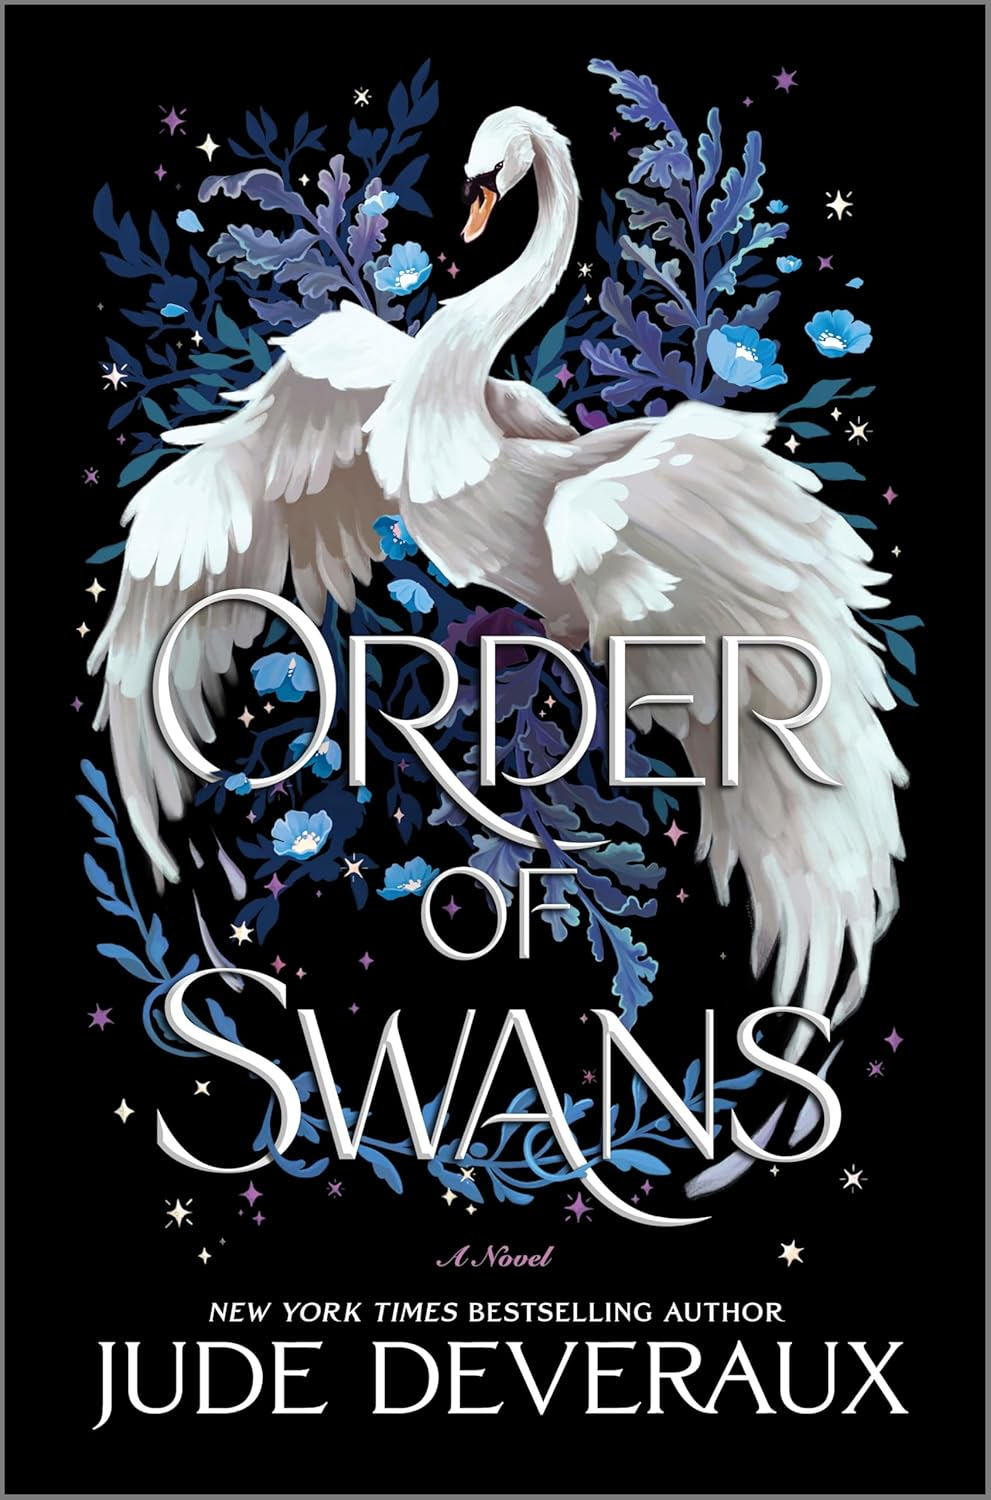 ORDER
OF
SWANS
A Novel
NEW YORK TIMES BESTSELLING AUTHOR
JUDE DEVERAUX